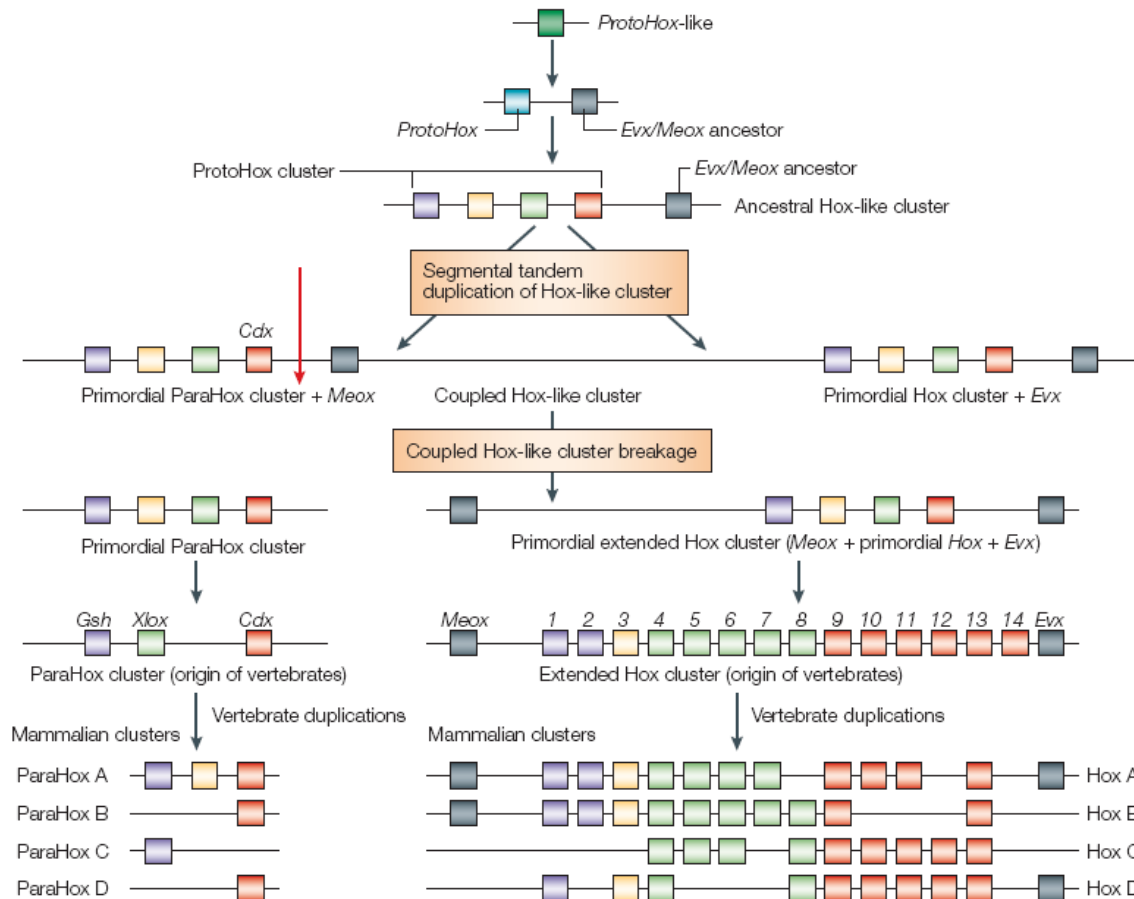 ProtoHox-like
ProtoHox
Evx/Meox ancestor
ProtoHox cluster
Evx/Meox ancestor
Ancestral Hox-like cluster
Segmental tandem
duplication of Hox-like cluster
Cdx
Primordial ParaHox cluster + Meox
Coupled Hox-like cluster
Primordial Hox cluster + Evx
Coupled Hox-like cluster breakage
Primordial ParaHox cluster
Primordial extended Hox cluster (Meox + primordial Hox + Evx)
Gsh Xlox Cdx
Meox 1 2 3 4 5 6 7 8 9 10 11 12 13 14 Evx
ParaHox cluster (origin of vertebrates)
Extended Hox cluster (origin of vertebrates)
Vertebrate duplications
Vertebrate duplications
Mammalian clusters
Mammalian clusters
ParaHox A
Hox A
ParaHox B
Hox B
ParaHox C
Hox C
ParaHox D
Hox D